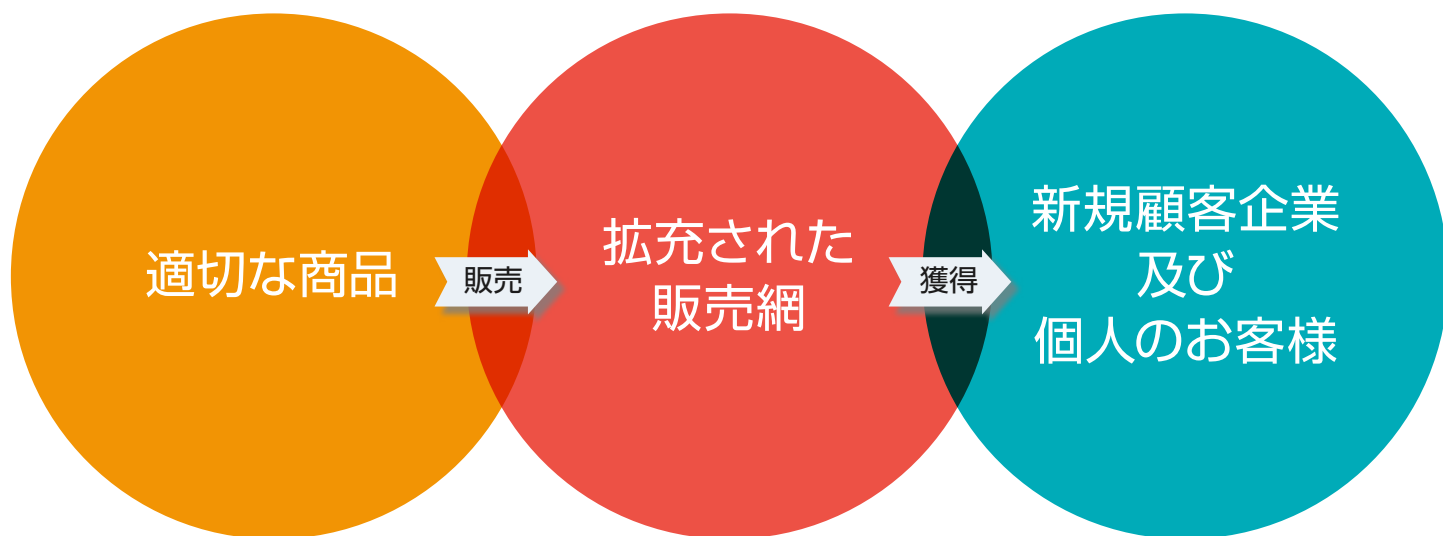 適切な商品
販売
拡充された
販売網
獲得
新規顧客企業
及び
個人のお客様